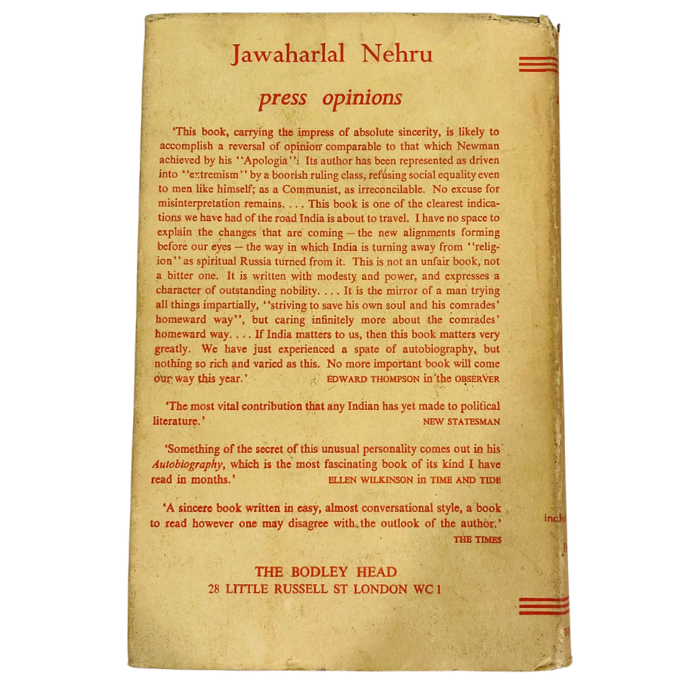 Jawaharlal Nehru
press opinions
'This book, carrying the impress of absolute sincerity, is likely to
accomplish a reversal of opinion comparable to that which Newman
achieved by his "Apologia". Its author has been represented as driven
into "extremism" by a boorish ruling class, refusing social equality even
to men like himself; as a Communist, as irreconcilable. No excuse for
misinterpretation remains. . . . This book is one of the clearest indica-
tions we have had of the road India is about to travel. I have no space to
explain the changes that are coming – the new alignments forming
before our eyes – the way in which India is turning away from "relig-
ion" as spiritual Russia turned from it. This is not an unfair book, not
a bitter one. It is written with modesty and power, and expresses a
character of outstanding nobility. . . . It is the mirror of a man trying
all things impartially, "striving to save his own soul and his comrades'
homeward way", but caring infinitely more about the comrades'
homeward way. . . . If India matters to us, then this book matters very
greatly. We have just experienced a spate of autobiography, but
nothing so rich and varied as this. No more important book will come
our way this year.' EDWARD THOMPSON in the OBSERVER
'The most vital contribution that any Indian has yet made to political
literature.' NEW STATESMAN
'Something of the secret of this unusual personality comes out in his
Autobiography, which is the most fascinating book of its kind I have
read in months.' ELLEN WILKINSON in TIME AND TIDE
'A sincere book written in easy, almost conversational style, a book
to read however one may disagree with the outlook of the author.'
THE TIMES
THE BODLEY HEAD
28 LITTLE RUSSELL ST LONDON WC1